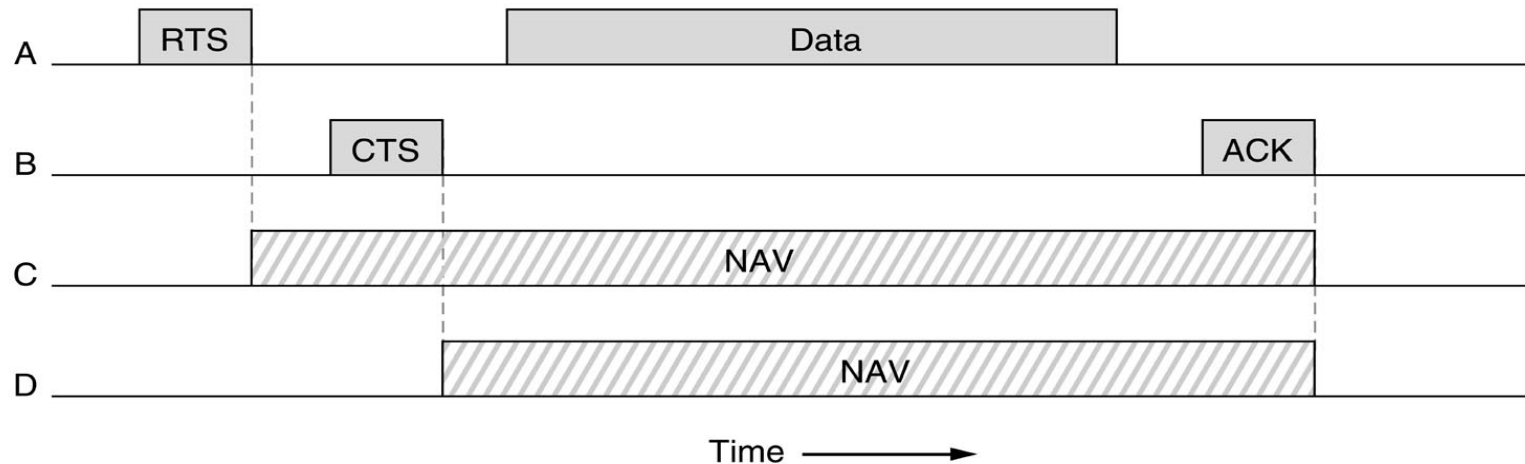 A RTS Data
B CTS ACK
C NAV
D NAV
Time